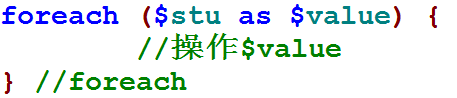 foreach ($stu as $value) {
//操作$value
} //foreach